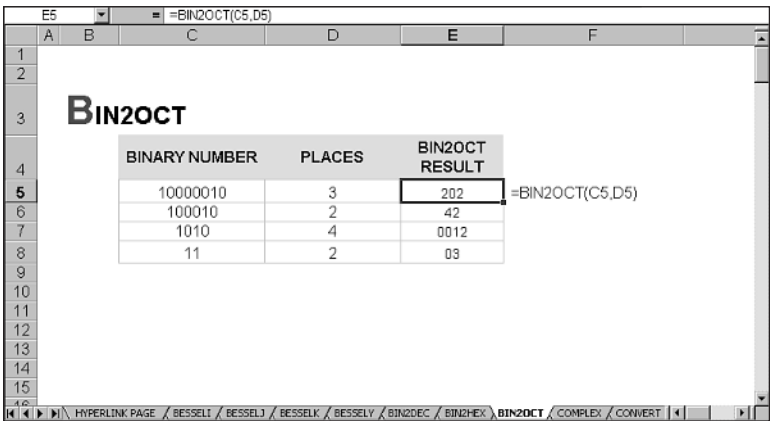 E5 = =BIN2OCT(C5,D5)
A B C D E F
1
2
3 BIN2OCT
4 BINARY NUMBER PLACES BIN2OCT RESULT
5 10000010 3 202 =BIN2OCT(C5,D5)
6 100010 2 42
7 1010 4 0012
8 11 2 03
9
10
11
12
13
14
15
HYPERLINK PAGE BESSELI BESSELJ BESSELK BESSELY BIN2DEC BIN2HEX BIN2OCT COMPLEX CONVERT